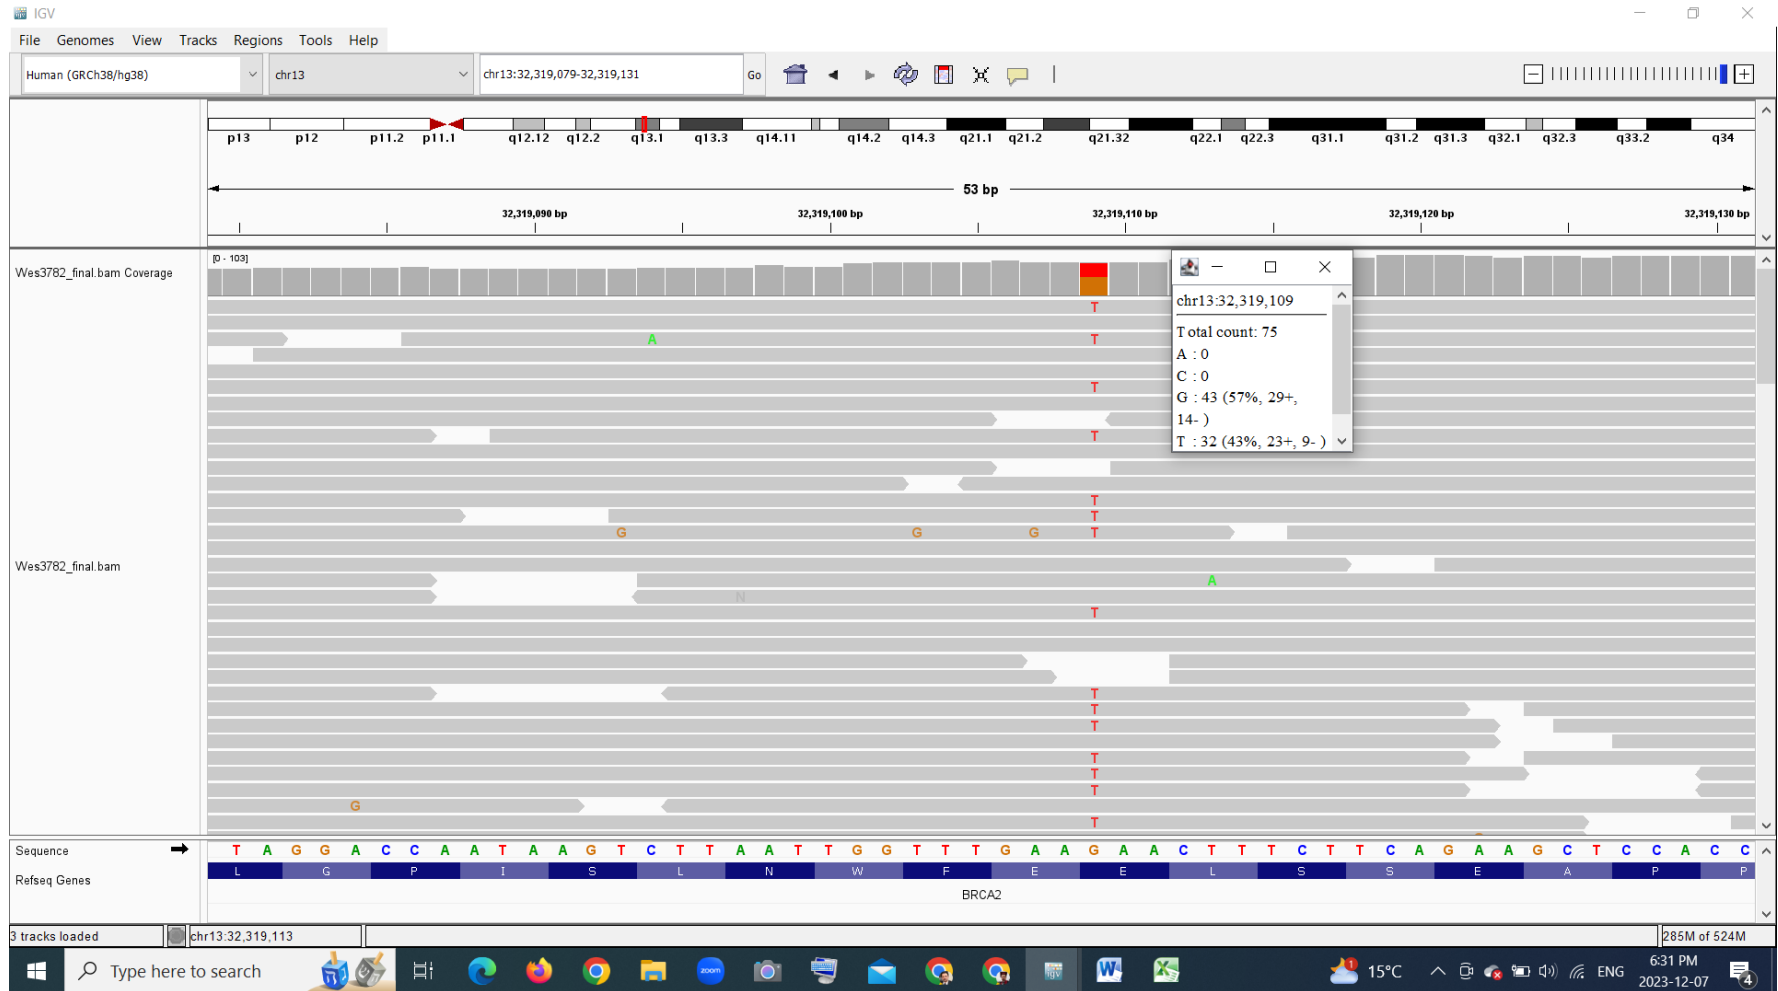 IGV
File Genomes View Tracks Regions Tools Help
Human (GRCh38/hg38) chr13 chr13:32,319,079-32,319,131 Go
p13 p12 p11.2 p11.1 q12.12 q12.2 q13.1 q13.3 q14.11 q14.2 q14.3 q21.1 q21.2 q21.32 q22.1 q22.3 q31.1 q31.2 q31.3 q32.1 q32.3 q33.2 q34
53 bp
32,319,090 bp 32,319,100 bp 32,319,110 bp 32,319,120 bp 32,319,130 bp
[0 - 103]
Wes3782_final.bam Coverage
chr13:32,319,109
Total count: 75
A : 0
C : 0
G : 43 (57%, 29+,
14- )
T : 32 (43%, 23+, 9- )
T
A T
T
T
T
T
G G G T
Wes3782_final.bam
A
N
T
T
T
T
T
T
T
G
T
Sequence T A G G A C C A A T A A G T C T T A A T T G G T T T G A A G A A C T T T C T T C A G A A G C T C C A C C
Refseq Genes L G P I S L N W F E E L S S E A P P
BRCA2
3 tracks loaded chr13:32,319,113 285M of 524M
Type here to search zoom igv W X 1 15°C ENG 6:31 PM 4
2023-12-07